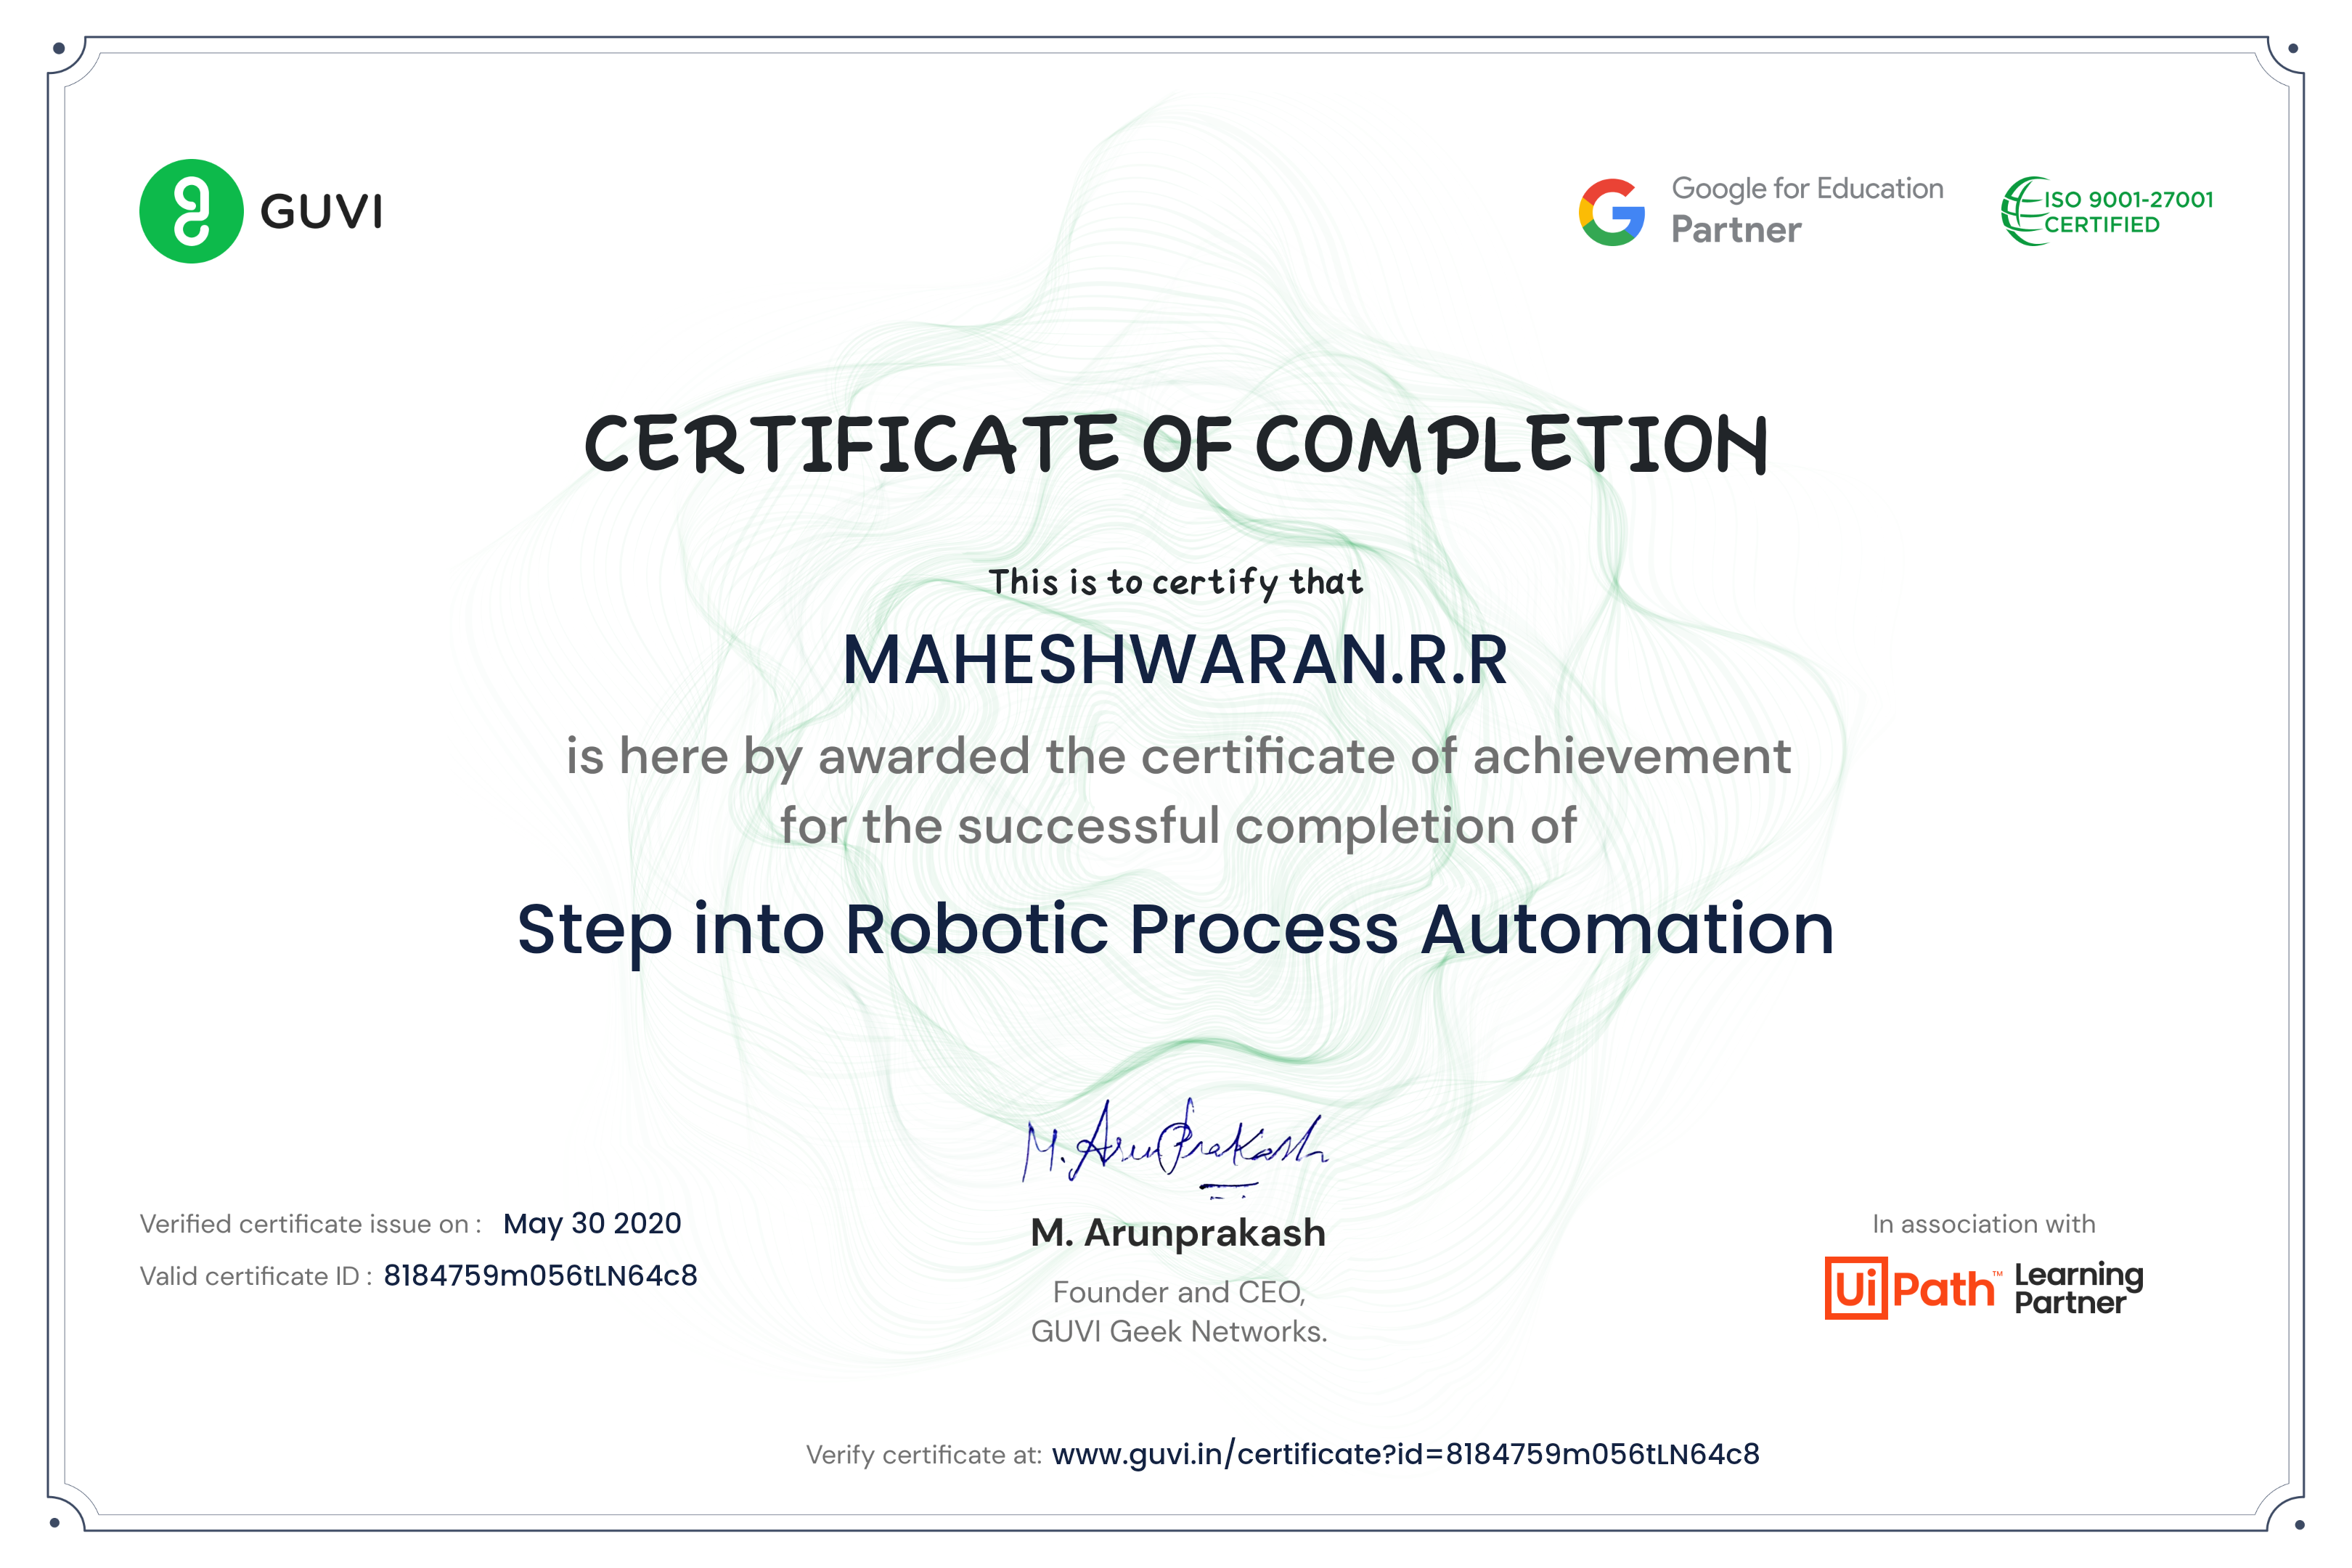 GUVI
Google for Education
Partner
ISO 9001-27001
CERTIFIED
CERTIFICATE OF COMPLETION
This is to certify that
MAHESHWARAN.R.R
is here by awarded the certificate of achievement
for the successful completion of
Step into Robotic Process Automation
M. ArunPrakash
M. Arunprakash
Founder and CEO,
GUVI Geek Networks.
Verified certificate issue on : May 30 2020
Valid certificate ID : 8184759m056tLN64c8
In association with
UiPath™ Learning
Partner
Verify certificate at: www.guvi.in/certificate?id=8184759m056tLN64c8